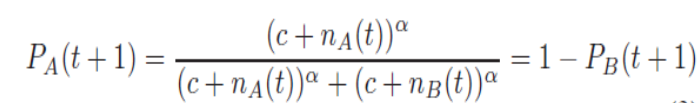 P_A(t+1) = (c+n_A(t))^α / ((c+n_A(t))^α + (c+n_B(t))^α) = 1 − P_B(t+1)